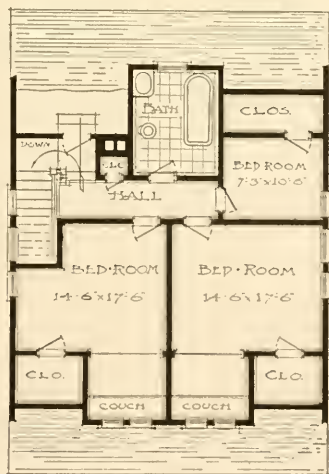 BATH
CLOS.
DOWN
CLO.
BED ROOM
7'-3"x10'-6"
HALL
BED•ROOM
14'-6"x17'-6"
BED•ROOM
14'-6"x17'-6"
CLO.
CLO.
COUCH
COUCH